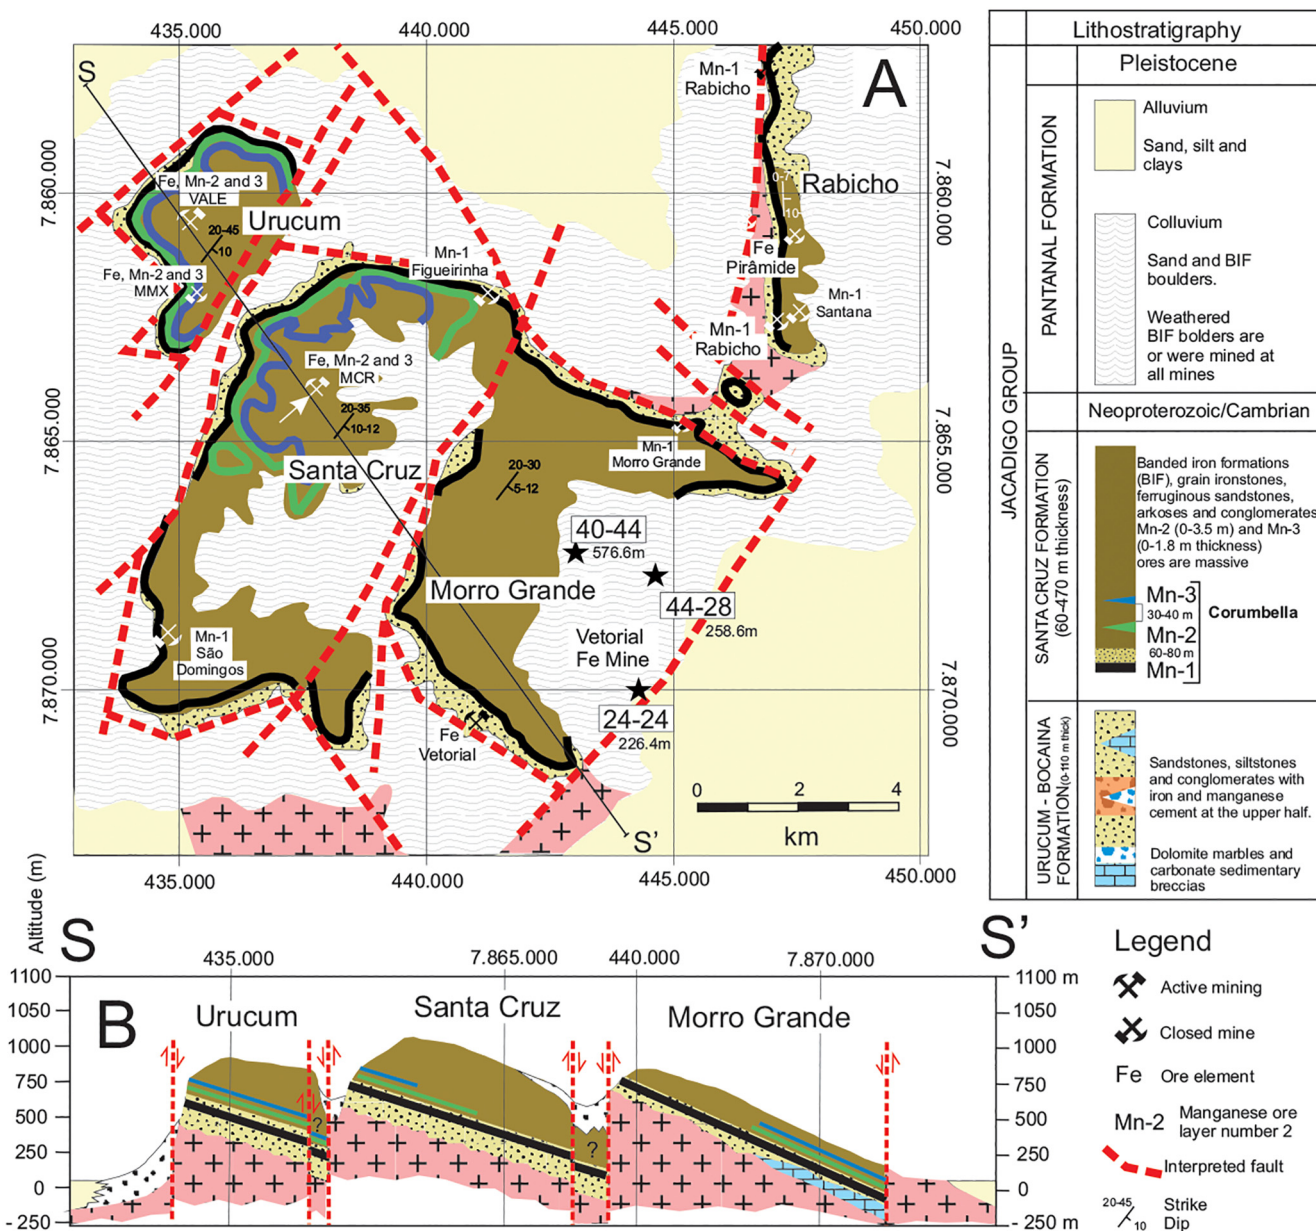 435.000
440.000
445.000
450.000
S
A
Mn-1
Rabicho
Fe, Mn-2 and 3
VALE
Urucum
20-45
10
Fe, Mn-2 and 3
MMX
Mn-1
Figueirinha
0-7
10
Rabicho
Fe
Pirâmide
Mn-1
Santana
Mn-1
Rabicho
Fe, Mn-2 and 3
MCR
20-35
10-12
Santa Cruz
20-30
5-12
Mn-1
Morro Grande
40-44
576.6m
Morro Grande
44-28
258.6m
Vetorial
Fe Mine
24-24
226.4m
Mn-1
São
Domingos
Fe
Vetorial
0
2
4
km
S'
7.860.000
7.865.000
7.870.000
7.860.000
7.865.000
7.870.000
435.000
440.000
445.000
450.000
Lithostratigraphy
JACADIGO GROUP
Pleistocene
PANTANAL FORMATION
Alluvium
Sand, silt and
clays
Colluvium
Sand and BIF
boulders.
Weathered
BIF bolders are
or were mined at
all mines
Neoproterozoic/Cambrian
SANTA CRUZ FORMATION
(60-470 m thickness)
Banded iron formations
(BIF), grain ironstones,
ferruginous sandstones,
arkoses and conglomerates
Mn-2 (0-3.5 m) and Mn-3
(0-1.8 m thickness)
ores are massive
Mn-3
30-40 m
Corumbella
Mn-2
60-80 m
Mn-1
URUCUM - BOCAINA
FORMATION(0-110 m thick)
Sandstones, siltstones
and conglomerates with
iron and manganese
cement at the upper half.
Dolomite marbles and
carbonate sedimentary
breccias
Altitude (m)
S
S'
435.000
7.865.000
440.000
7.870.000
B
Urucum
Santa Cruz
Morro Grande
1100
1050
1000
750
500
250
0
- 250
?
?
1100 m
1050
1000
750
500
250
0
- 250 m
Legend
Active mining
Closed mine
Fe
Ore element
Mn-2
Manganese ore
layer number 2
Interpreted fault
20-45
10
Strike
Dip